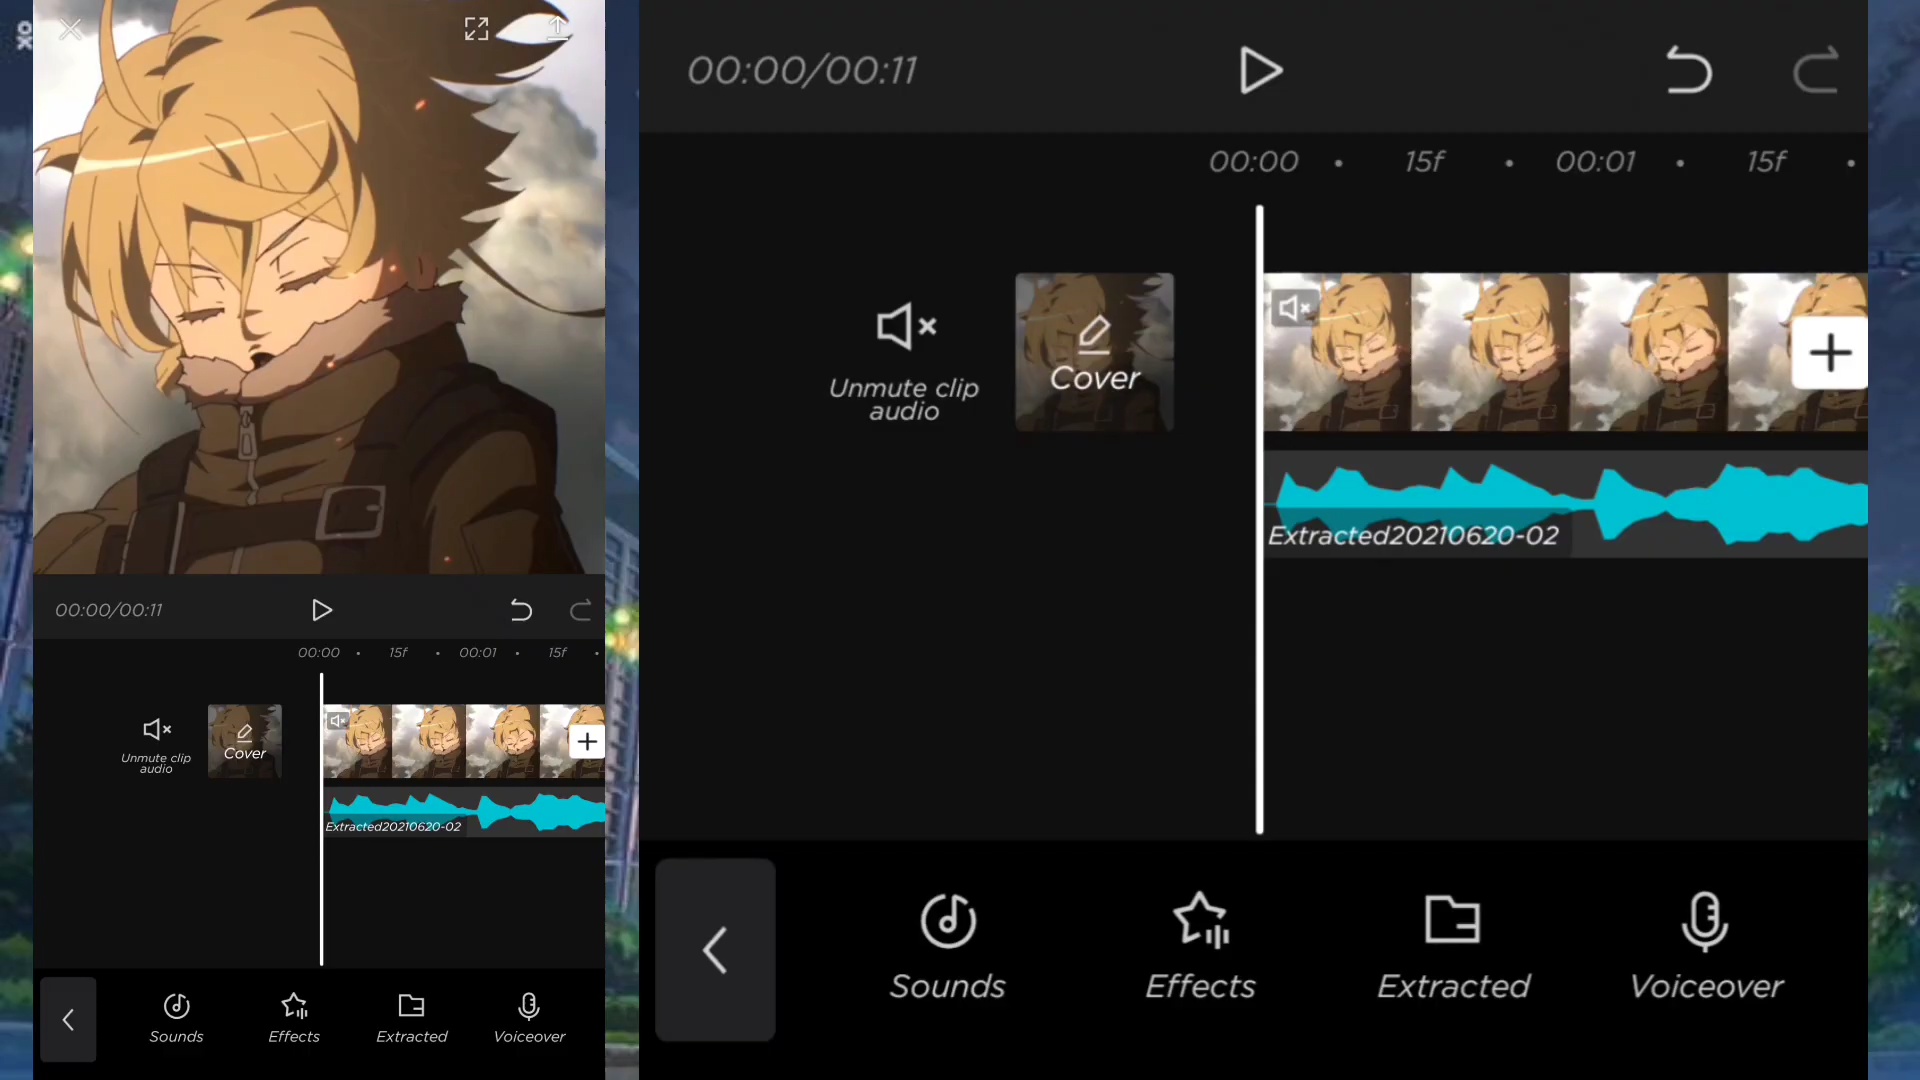 00:00/00:11
00:00 15f 00:01 15f
Unmute clip
audio
Cover
Extracted20210620-02
Sounds Effects Extracted Voiceover
00:00/00:11
00:00 15f 00:01 15f
Unmute clip
audio
Cover
Extracted20210620-02
Sounds Effects Extracted Voiceover